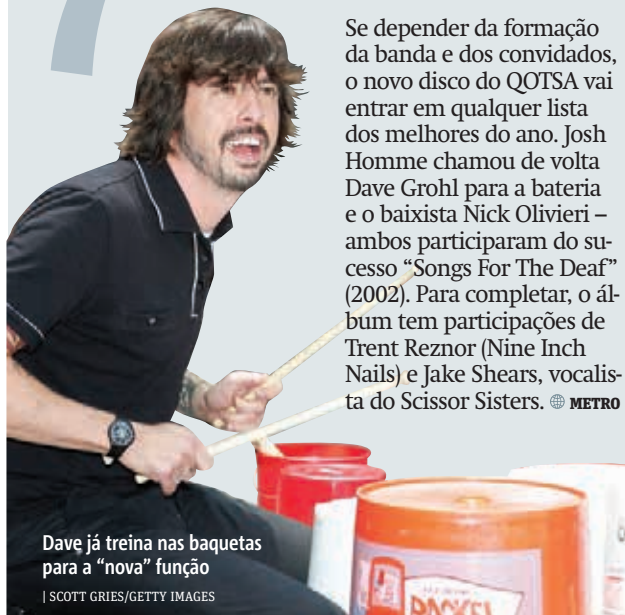 Se depender da formação
da banda e dos convidados,
o novo disco do QOTSA vai
entrar em qualquer lista
dos melhores do ano. Josh
Homme chamou de volta
Dave Grohl para a bateria
e o baixista Nick Olivieri –
ambos participaram do su-
cesso “Songs For The Deaf”
(2002). Para completar, o ál-
bum tem participações de
Trent Reznor (Nine Inch
Nails) e Jake Shears, vocalis-
ta do Scissor Sisters. METRO
Dave já treina nas baquetas
para a “nova” função
| SCOTT GRIES/GETTY IMAGES